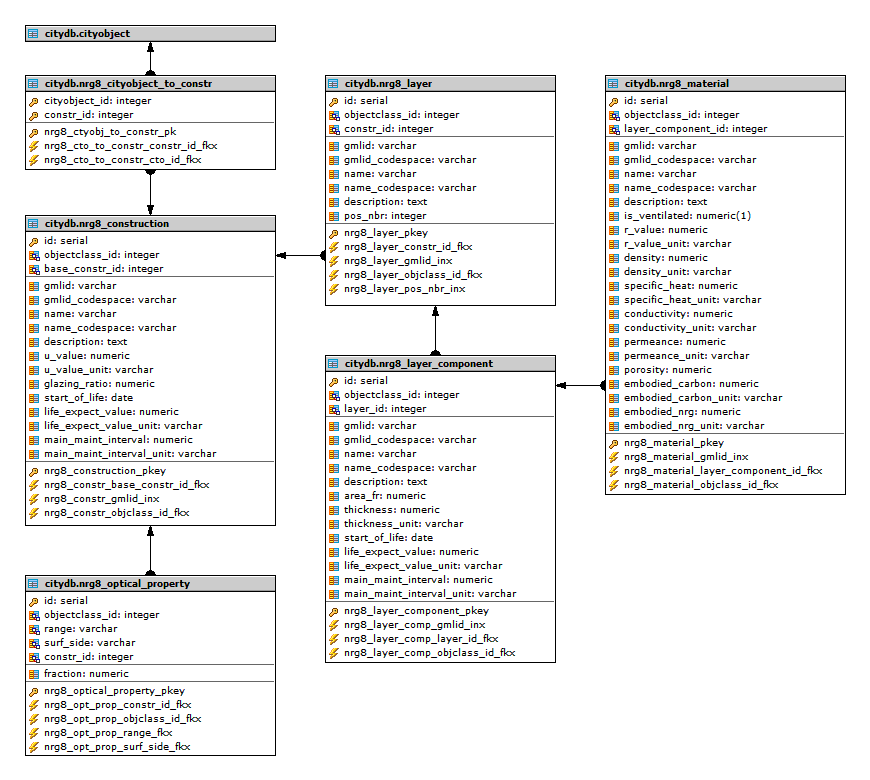 citydb.cityobject
citydb.nrg8_cityobject_to_constr
cityobject_id: integer
constr_id: integer
nrg8_ctyobj_to_constr_pk
nrg8_cto_to_constr_constr_id_fkx
nrg8_cto_to_constr_cto_id_fkx
citydb.nrg8_construction
id: serial
objectclass_id: integer
base_constr_id: integer
gmlid: varchar
gmlid_codespace: varchar
name: varchar
name_codespace: varchar
description: text
u_value: numeric
u_value_unit: varchar
glazing_ratio: numeric
start_of_life: date
life_expect_value: numeric
life_expect_value_unit: varchar
main_maint_interval: numeric
main_maint_interval_unit: varchar
nrg8_construction_pkey
nrg8_constr_base_constr_id_fkx
nrg8_constr_gmlid_inx
nrg8_constr_objclass_id_fkx
citydb.nrg8_optical_property
id: serial
objectclass_id: integer
range: varchar
surf_side: varchar
constr_id: integer
fraction: numeric
nrg8_optical_property_pkey
nrg8_opt_prop_constr_id_fkx
nrg8_opt_prop_objclass_id_fkx
nrg8_opt_prop_range_fkx
nrg8_opt_prop_surf_side_fkx
citydb.nrg8_layer
id: serial
objectclass_id: integer
constr_id: integer
gmlid: varchar
gmlid_codespace: varchar
name: varchar
name_codespace: varchar
description: text
pos_nbr: integer
nrg8_layer_pkey
nrg8_layer_constr_id_fkx
nrg8_layer_gmlid_inx
nrg8_layer_objclass_id_fkx
nrg8_layer_pos_nbr_inx
citydb.nrg8_layer_component
id: serial
objectclass_id: integer
layer_id: integer
gmlid: varchar
gmlid_codespace: varchar
name: varchar
name_codespace: varchar
description: text
area_fr: numeric
thickness: numeric
thickness_unit: varchar
start_of_life: date
life_expect_value: numeric
life_expect_value_unit: varchar
main_maint_interval: numeric
main_maint_interval_unit: varchar
nrg8_layer_component_pkey
nrg8_layer_comp_gmlid_inx
nrg8_layer_comp_layer_id_fkx
nrg8_layer_comp_objclass_id_fkx
citydb.nrg8_material
id: serial
objectclass_id: integer
layer_component_id: integer
gmlid: varchar
gmlid_codespace: varchar
name: varchar
name_codespace: varchar
description: text
is_ventilated: numeric(1)
r_value: numeric
r_value_unit: varchar
density: numeric
density_unit: varchar
specific_heat: numeric
specific_heat_unit: varchar
conductivity: numeric
conductivity_unit: varchar
permeance: numeric
permeance_unit: varchar
porosity: numeric
embodied_carbon: numeric
embodied_carbon_unit: varchar
embodied_nrg: numeric
embodied_nrg_unit: varchar
nrg8_material_pkey
nrg8_material_gmlid_inx
nrg8_material_layer_component_id_fkx
nrg8_material_objclass_id_fkx